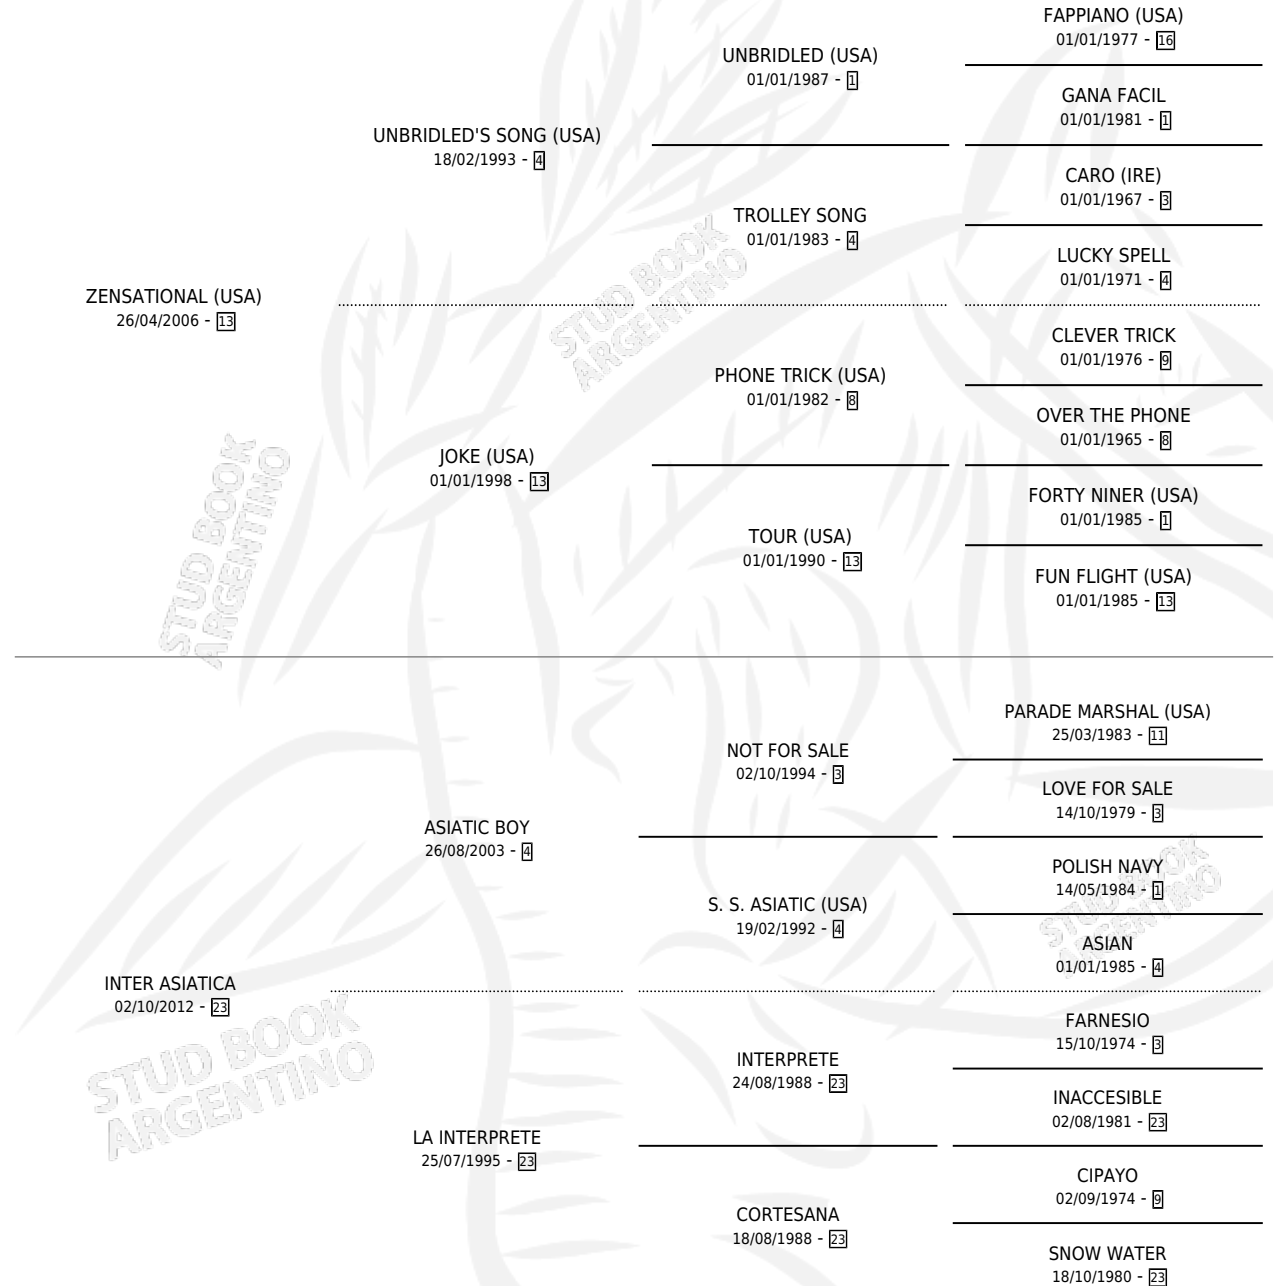 FAPPIANO (USA)
01/01/1977 - 16
UNBRIDLED (USA)
01/01/1987 - 1
GANA FACIL
01/01/1981 - 1
UNBRIDLED'S SONG (USA)
18/02/1993 - 4
CARO (IRE)
01/01/1967 - 3
TROLLEY SONG
01/01/1983 - 4
LUCKY SPELL
01/01/1971 - 4
ZENSATIONAL (USA)
26/04/2006 - 13
CLEVER TRICK
01/01/1976 - 9
PHONE TRICK (USA)
01/01/1982 - 8
OVER THE PHONE
01/01/1965 - 8
JOKE (USA)
01/01/1998 - 13
FORTY NINER (USA)
01/01/1985 - 1
TOUR (USA)
01/01/1990 - 13
FUN FLIGHT (USA)
01/01/1985 - 13
STUD BOOK
ARGENTINO
STUD BOOK
ARGENTINO
PARADE MARSHAL (USA)
25/03/1983 - 11
NOT FOR SALE
02/10/1994 - 3
LOVE FOR SALE
14/10/1979 - 3
ASIATIC BOY
26/08/2003 - 4
POLISH NAVY
14/05/1984 - 1
S. S. ASIATIC (USA)
19/02/1992 - 4
ASIAN
01/01/1985 - 4
INTER ASIATICA
02/10/2012 - 23
FARNESIO
15/10/1974 - 3
INTERPRETE
24/08/1988 - 23
INACCESIBLE
02/08/1981 - 23
LA INTERPRETE
25/07/1995 - 23
CIPAYO
02/09/1974 - 9
CORTESANA
18/08/1988 - 23
SNOW WATER
18/10/1980 - 23
STUD BOOK
ARGENTINO
STUD BOOK
ARGENTINO